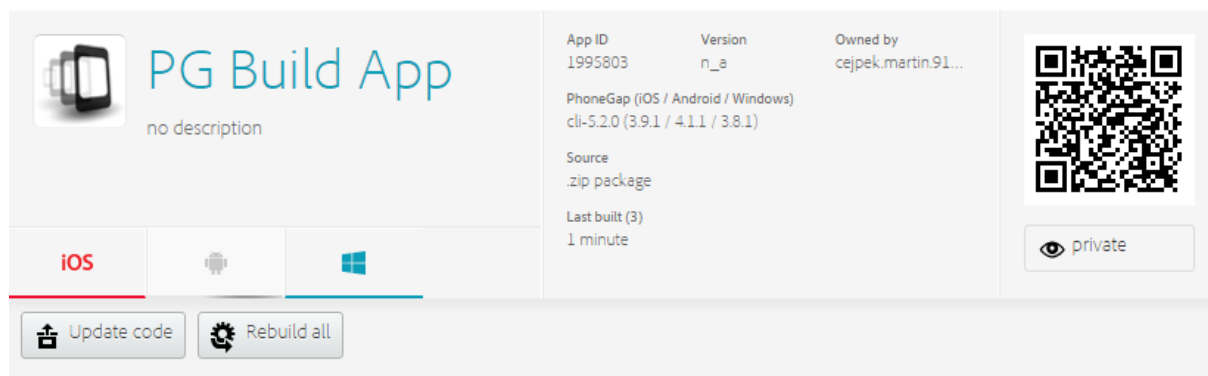 PG Build App
no description
App ID
1995803
Version
n_a
Owned by
cejpek.martin.91...
PhoneGap (iOS / Android / Windows)
cli-5.2.0 (3.9.1 / 4.1.1 / 3.8.1)
Source
.zip package
Last built (3)
1 minute
private
iOS
Update code
Rebuild all